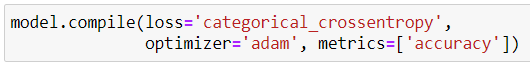 model.compile(loss='categorical_crossentropy',
              optimizer='adam', metrics=['accuracy'])